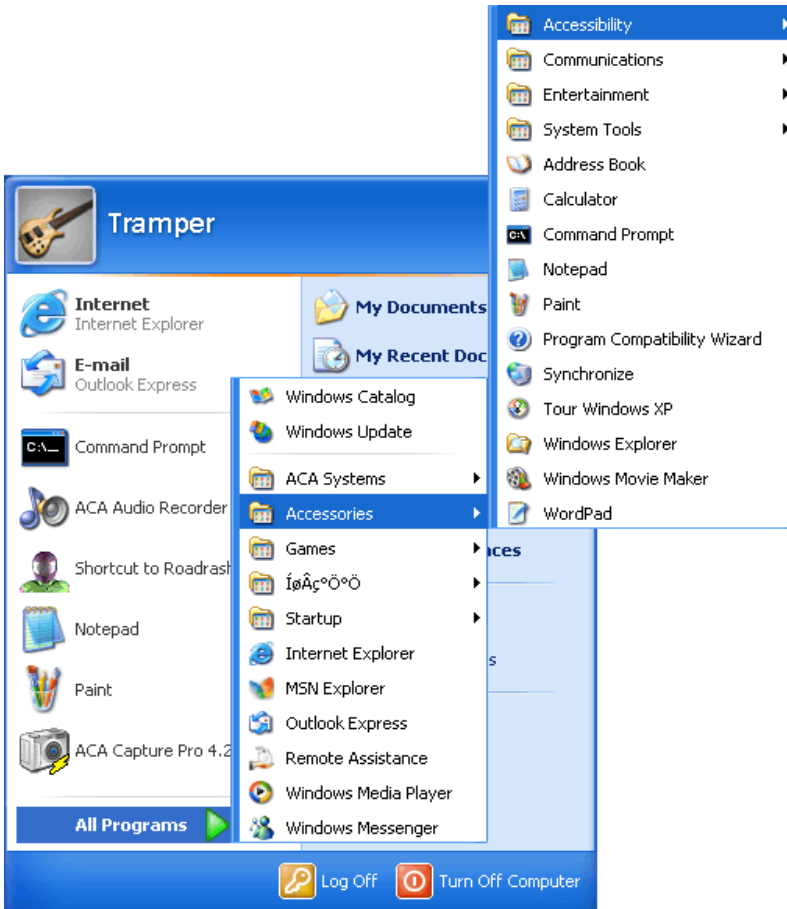 Accessibility
Communications
Entertainment
System Tools
Address Book
Calculator
Command Prompt
Notepad
Paint
Program Compatibility Wizard
Synchronize
Tour Windows XP
Windows Explorer
Windows Movie Maker
WordPad
Tramper
Internet
Internet Explorer
E-mail
Outlook Express
Command Prompt
ACA Audio Recorder
Shortcut to Roadrash
Notepad
Paint
ACA Capture Pro 4.2
All Programs
My Documents
My Recent Doc
Windows Catalog
Windows Update
ACA Systems
Accessories
Games
ÍøÂç°Ö°Ö
Startup
Internet Explorer
MSN Explorer
Outlook Express
Remote Assistance
Windows Media Player
Windows Messenger
Log Off
Turn Off Computer